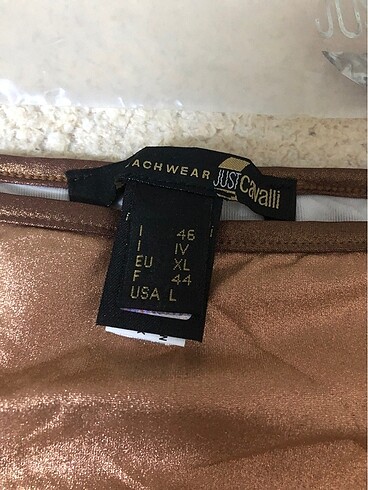 ACHWEAR JUST Cavalli
I 46
I IV
EU XL
F 44
USA L